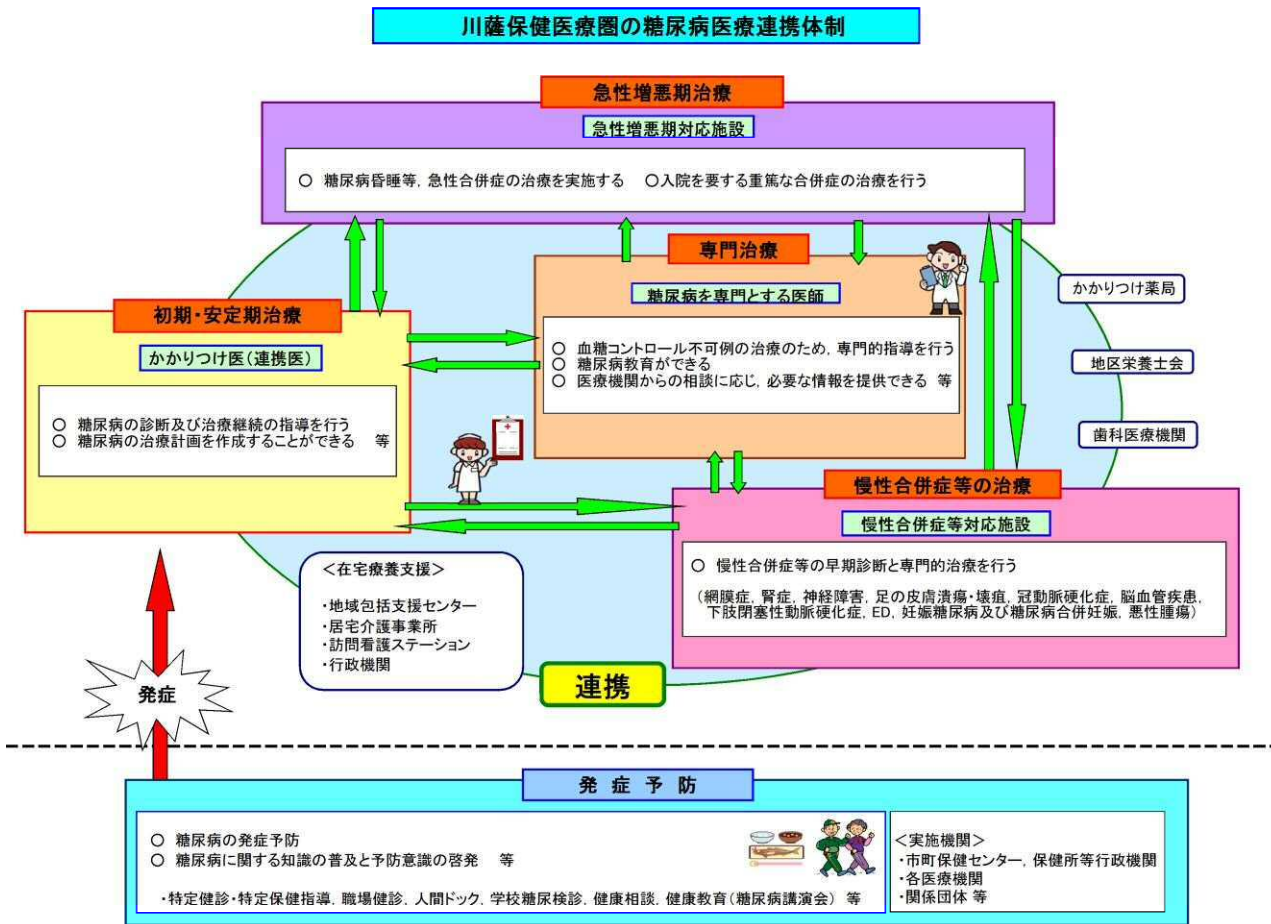 川薩保健医療圏の糖尿病医療連携体制
急性増悪期治療
急性増悪期対応施設
○ 糖尿病昏睡等，急性合併症の治療を実施する ○入院を要する重篤な合併症の治療を行う
専門治療
糖尿病を専門とする医師
○ 血糖コントロール不可例の治療のため，専門的指導を行う
○ 糖尿病教育ができる
○ 医療機関からの相談に応じ，必要な情報を提供できる 等
初期・安定期治療
かかりつけ医（連携医）
○ 糖尿病の診断及び治療継続の指導を行う
○ 糖尿病の治療計画を作成することができる 等
かかりつけ薬局
地区栄養士会
歯科医療機関
慢性合併症等の治療
慢性合併症等対応施設
○ 慢性合併症等の早期診断と専門的治療を行う
（網膜症，腎症，神経障害，足の皮膚潰瘍・壊疽，冠動脈硬化症，脳血管疾患，
下肢閉塞性動脈硬化症，ED，妊娠糖尿病及び糖尿病合併妊娠，悪性腫瘍）
＜在宅療養支援＞
・地域包括支援センター
・居宅介護事業所
・訪問看護ステーション
・行政機関
連携
発症
発 症 予 防
○ 糖尿病の発症予防
○ 糖尿病に関する知識の普及と予防意識の啓発 等
・特定健診・特定保健指導，職場健診，人間ドック，学校糖尿検診，健康相談，健康教育（糖尿病講演会）等
＜実施機関＞
・市町保健センター，保健所等行政機関
・各医療機関
・関係団体 等